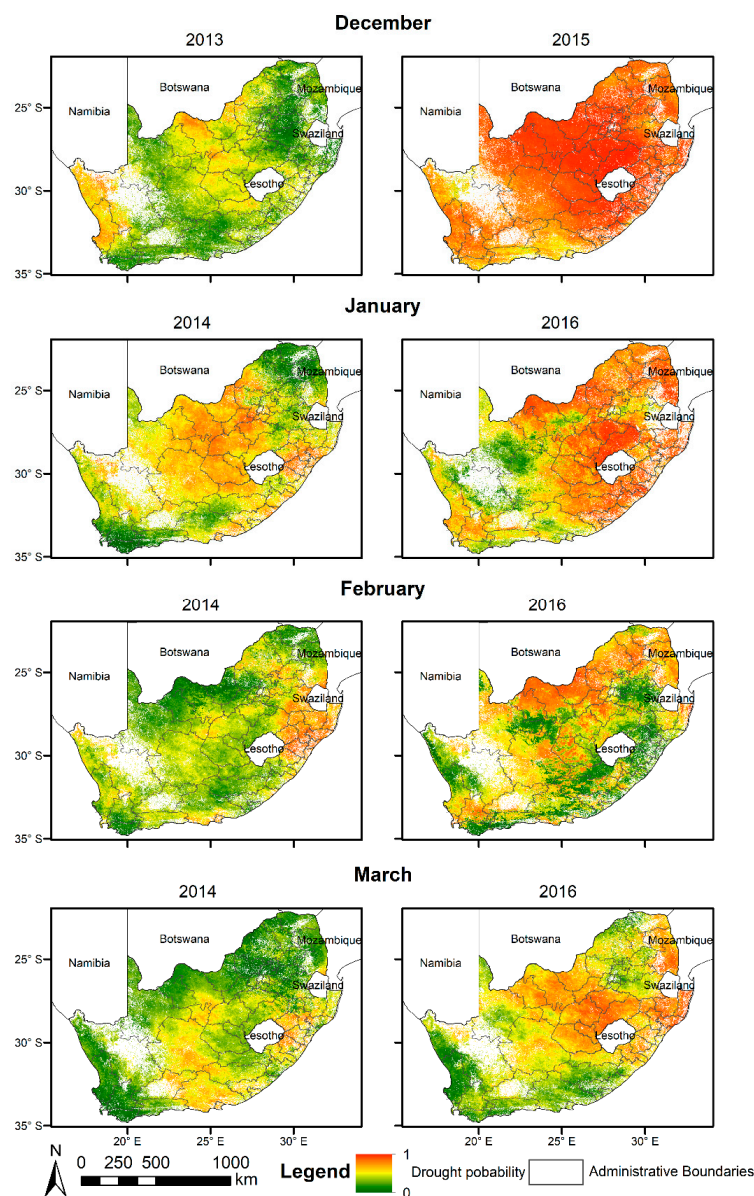 December
2013 2015
Botswana Mozambique Namibia Swaziland Lesotho
Botswana Mozambique Namibia Swaziland Lesotho
25° S
30° S
35° S
January
2014 2016
Botswana Mozambique Namibia Swaziland Lesotho
Botswana Mozambique Namibia Swaziland Lesotho
25° S
30° S
35° S
February
2014 2016
Botswana Mozambique Namibia Swaziland Lesotho
Botswana Mozambique Namibia Swaziland Lesotho
25° S
30° S
35° S
March
2014 2016
Botswana Mozambique Namibia Swaziland Lesotho
Botswana Mozambique Namibia Swaziland Lesotho
25° S
30° S
35° S
20° E 25° E 30° E 20° E 25° E 30° E
N
0 250 500 1000
km
Legend 1 0 Drought pobability Administrative Boundaries